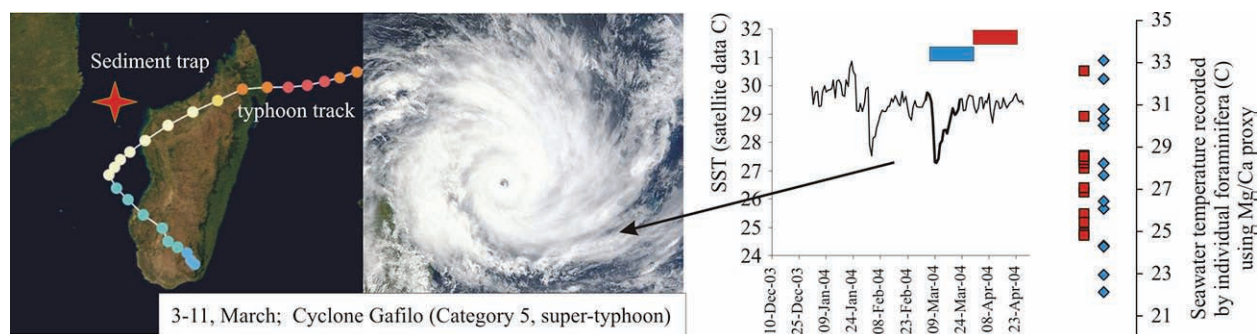 Sediment trap
typhoon track
3-11, March; Cyclone Gafilo (Category 5, super-typhoon)
SST (satellite data C)
32
31
30
29
28
27
26
25
24
10-Dec-03
25-Dec-03
09-Jan-04
24-Jan-04
08-Feb-04
23-Feb-04
09-Mar-04
24-Mar-04
08-Apr-04
23-Apr-04
35
33
31
29
27
25
23
21
Seawater temperature recorded
by individual foraminifera (C)
using Mg/Ca proxy